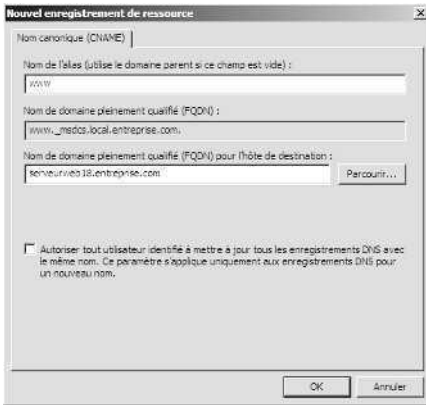 Nouvel enregistrement de ressource
Nom canonique (CNAME)
Nom de l'alias (utilise le domaine parent si ce champ est vide) :
www
Nom de domaine pleinement qualifié (FQDN) :
www._msdcs.local.entreprise.com.
Nom de domaine pleinement qualifié (FQDN) pour l'hôte de destination :
serveurweb18.entreprise.com
Parcourir...
Autoriser tout utilisateur identifié à mettre à jour tous les enregistrements DNS avec
le même nom. Ce paramètre s'applique uniquement aux enregistrements DNS pour
un nouveau nom.
OK
Annuler